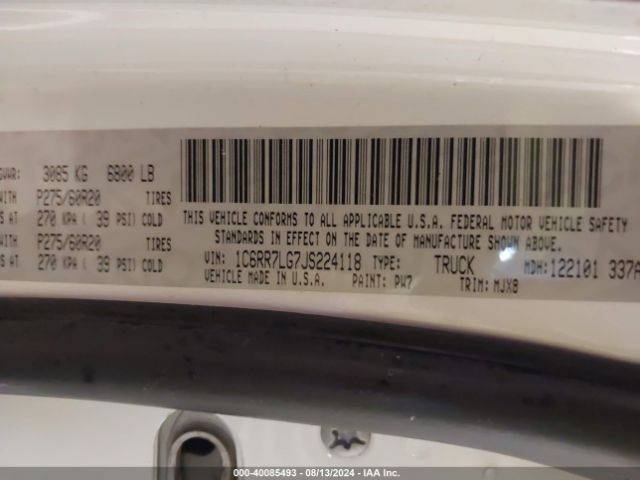 GVWR: 3085 KG 6800 LB
WITH P275/60R20 TIRES
S AT 270 KPA ( 39 PSI) COLD
WITH P275/60R20 TIRES
S AT 270 KPA ( 39 PSI) COLD
THIS VEHICLE CONFORMS TO ALL APPLICABLE U.S.A. FEDERAL MOTOR VEHICLE SAFETY
STANDARDS IN EFFECT ON THE DATE OF MANUFACTURE SHOWN ABOVE.
VIN: 1C6RR7LG7JS224118 TYPE: TRUCK MDH:122101 337A
VEHICLE MADE IN U.S.A. PAINT: PW7 TRIM: MJX8
000-40085493 - 08/13/2024 - IAA Inc.